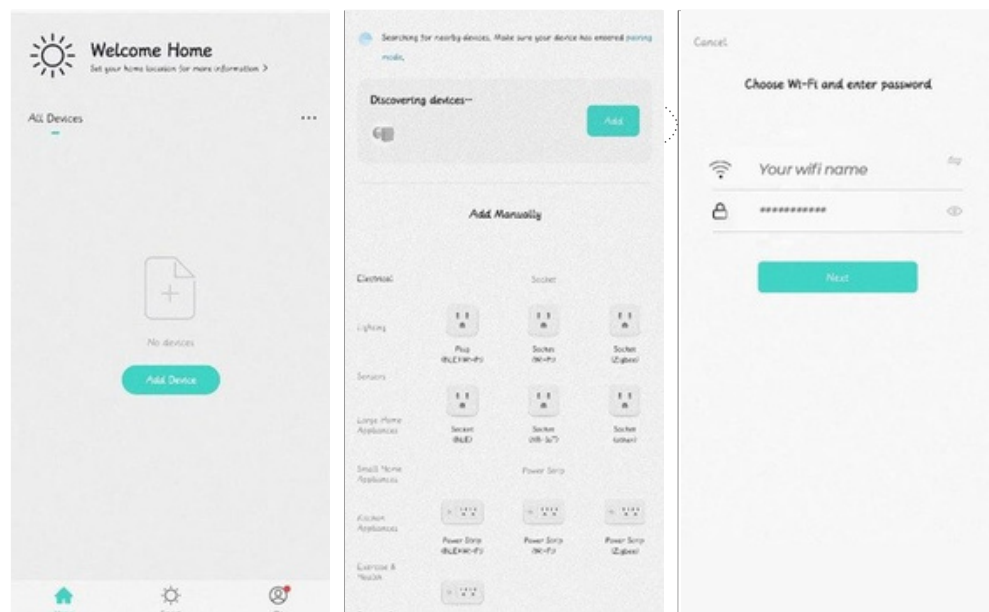 Welcome Home
Set your home location for more information >
All Devices
No devices
Add Device
Searching for nearby devices. Make sure your device has entered pairing
mode.
Discovering devices...
Add
Add Manually
Electrical
Socket
Lighting
Plug
(BLE+Wi-Fi)
Socket
(Wi-Fi)
Socket
(Zigbee)
Sensors
Large Home
Appliances
Socket
(BLE)
Socket
(NB-IoT)
Socket
(other)
Small Home
Appliances
Power Strip
Kitchen
Appliances
Power Strip
(BLE+Wi-Fi)
Power Strip
(Wi-Fi)
Power Strip
(Zigbee)
Exercise &
Health
Cancel
Choose Wi-Fi and enter password
Your wifi name
***********
Next